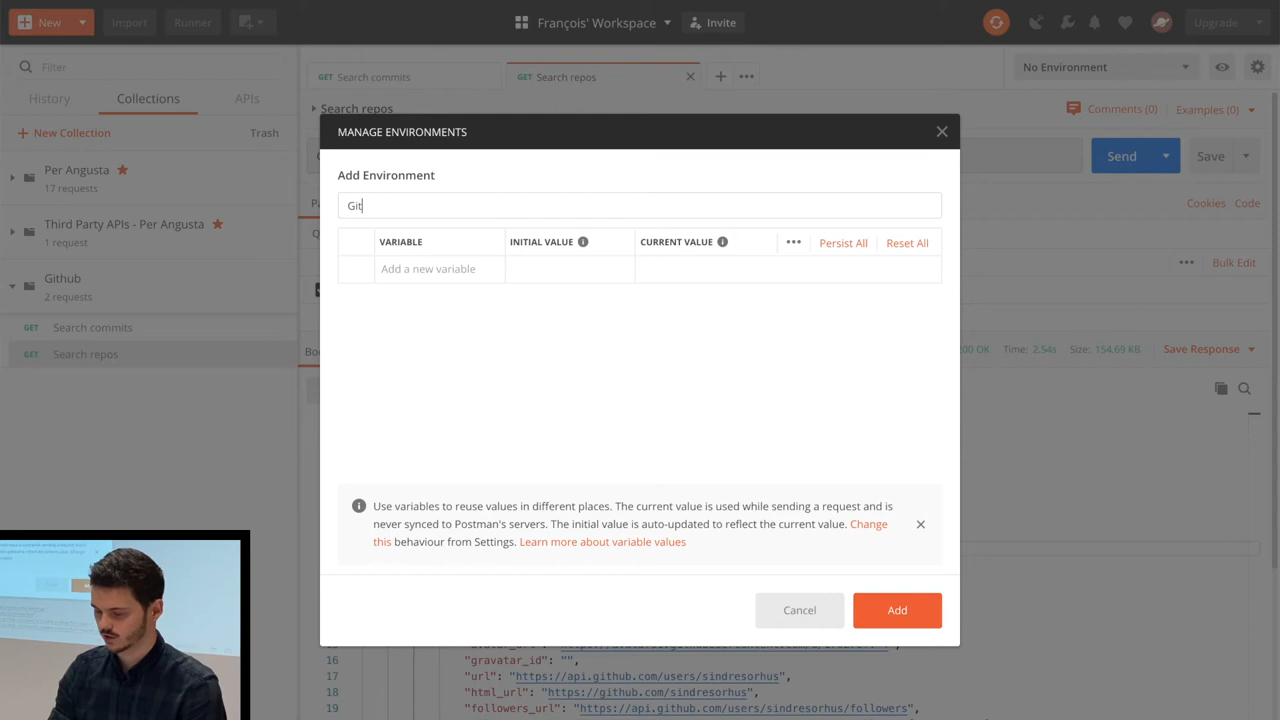 New
Import
Runner
François' Workspace
Invite
Upgrade
Filter
History
Collections
APIs
New Collection
Trash
Per Angusta
17 requests
Third Party APIs - Per Angusta
1 request
Github
2 requests
GET Search commits
GET Search repos
GET Search commits
GET Search repos
No Environment
Search repos
Comments (0)
Examples (0)
Send
Save
Cookies
Code
Bulk Edit
MANAGE ENVIRONMENTS
Add Environment
Git
VARIABLE
INITIAL VALUE
CURRENT VALUE
Persist All
Reset All
Add a new variable
200 OK
Time: 2.54s
Size: 154.69 KB
Save Response
Use variables to reuse values in different places. The current value is used while sending a request and is
never synced to Postman's servers. The initial value is auto-updated to reflect the current value. Change
this behaviour from Settings. Learn more about variable values
Cancel
Add
16 "gravatar_id": "",
17 "url": "https://api.github.com/users/sindresorhus",
18 "html_url": "https://github.com/sindresorhus",
19 "followers_url": "https://api.github.com/users/sindresorhus/followers"